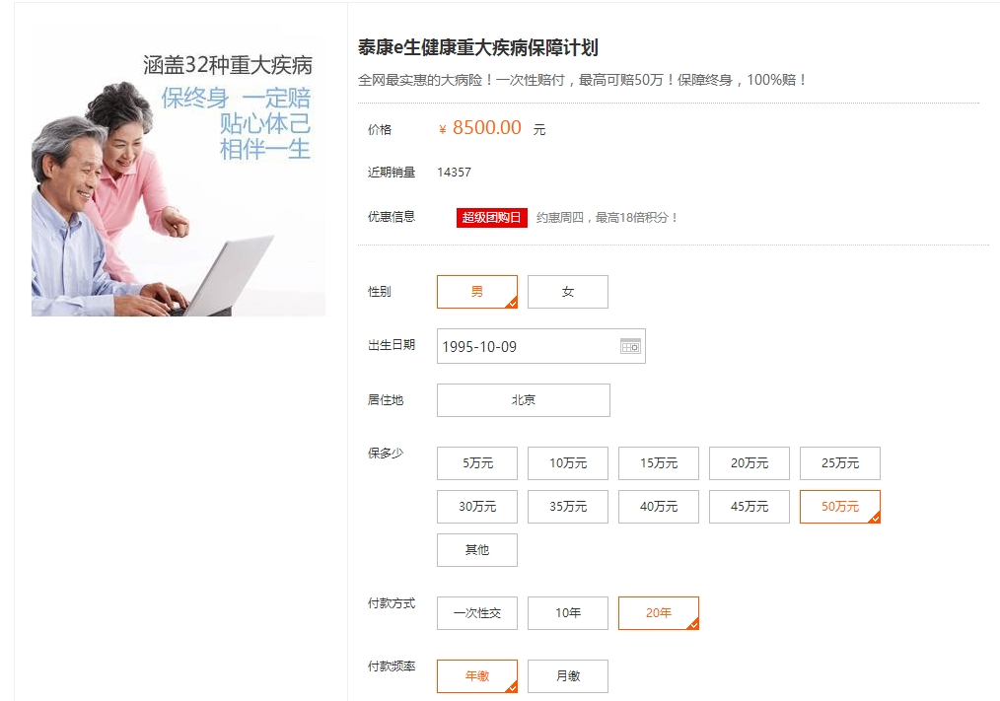 涵盖32种重大疾病
保终身 一定赔
贴心体己
相伴一生
泰康e生健康重大疾病保障计划
全网最实惠的大病险！一次性赔付，最高可赔50万！保障终身，100%赔！
价格 ¥ 8500.00 元
近期销量 14357
优惠信息 超级团购日 约惠周四，最高18倍积分！
性别 男 女
出生日期 1995-10-09
居住地 北京
保多少 5万元 10万元 15万元 20万元 25万元
30万元 35万元 40万元 45万元 50万元
其他
付款方式 一次性交 10年 20年
付款频率 年缴 月缴